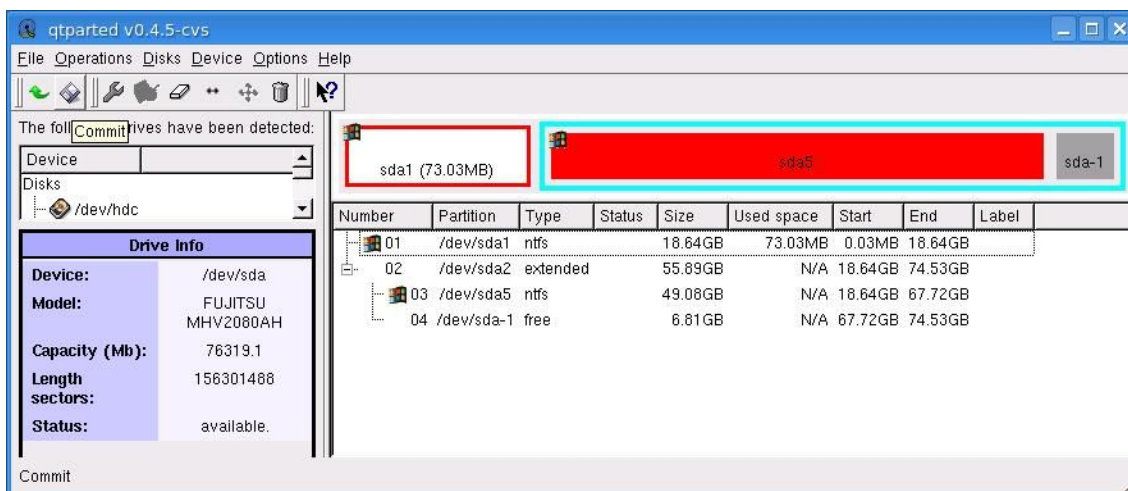 qtparted v0.4.5-cvs
File Operations Disks Device Options Help
The foll Commit rives have been detected:
Device
Disks
/dev/hdc
Drive Info
Device: /dev/sda
Model: FUJITSU MHV2080AH
Capacity (Mb): 76319.1
Length sectors: 156301488
Status: available.
sda1 (73.03MB)
sda5
sda-1
Number Partition Type Status Size Used space Start End Label
01 /dev/sda1 ntfs 18.64GB 73.03MB 0.03MB 18.64GB
02 /dev/sda2 extended 55.89GB N/A 18.64GB 74.53GB
03 /dev/sda5 ntfs 49.08GB N/A 18.64GB 67.72GB
04 /dev/sda-1 free 6.81GB N/A 67.72GB 74.53GB
Commit